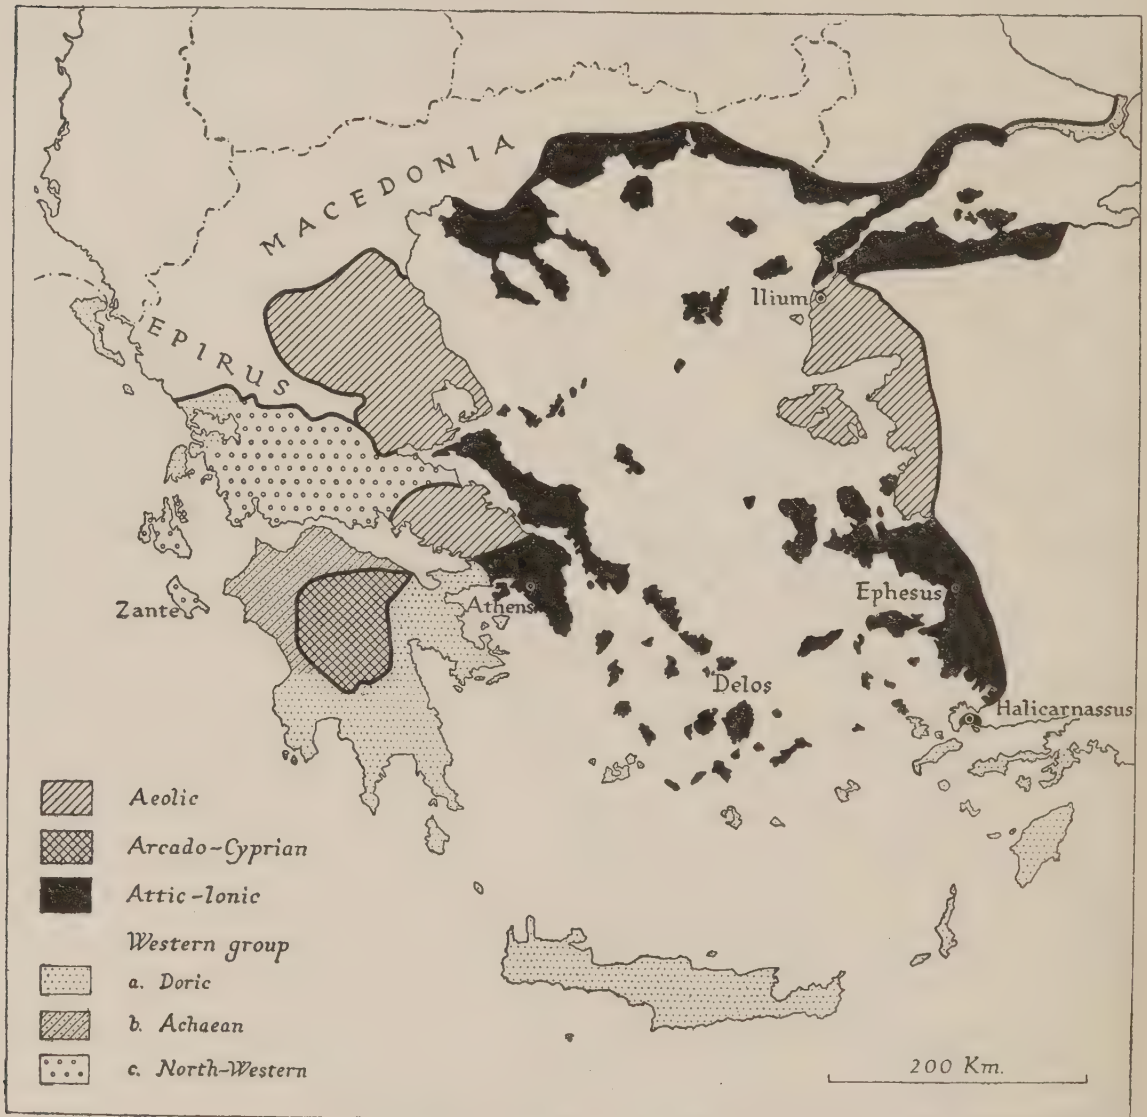 MACEDONIA
EPIRUS
Ilium
Zante
Athens
Ephesus
Delos
Halicarnassus
Aeolic
Arcado-Cyprian
Attic-Ionic
Western group
a. Doric
b. Achaean
c. North-Western
200 Km.